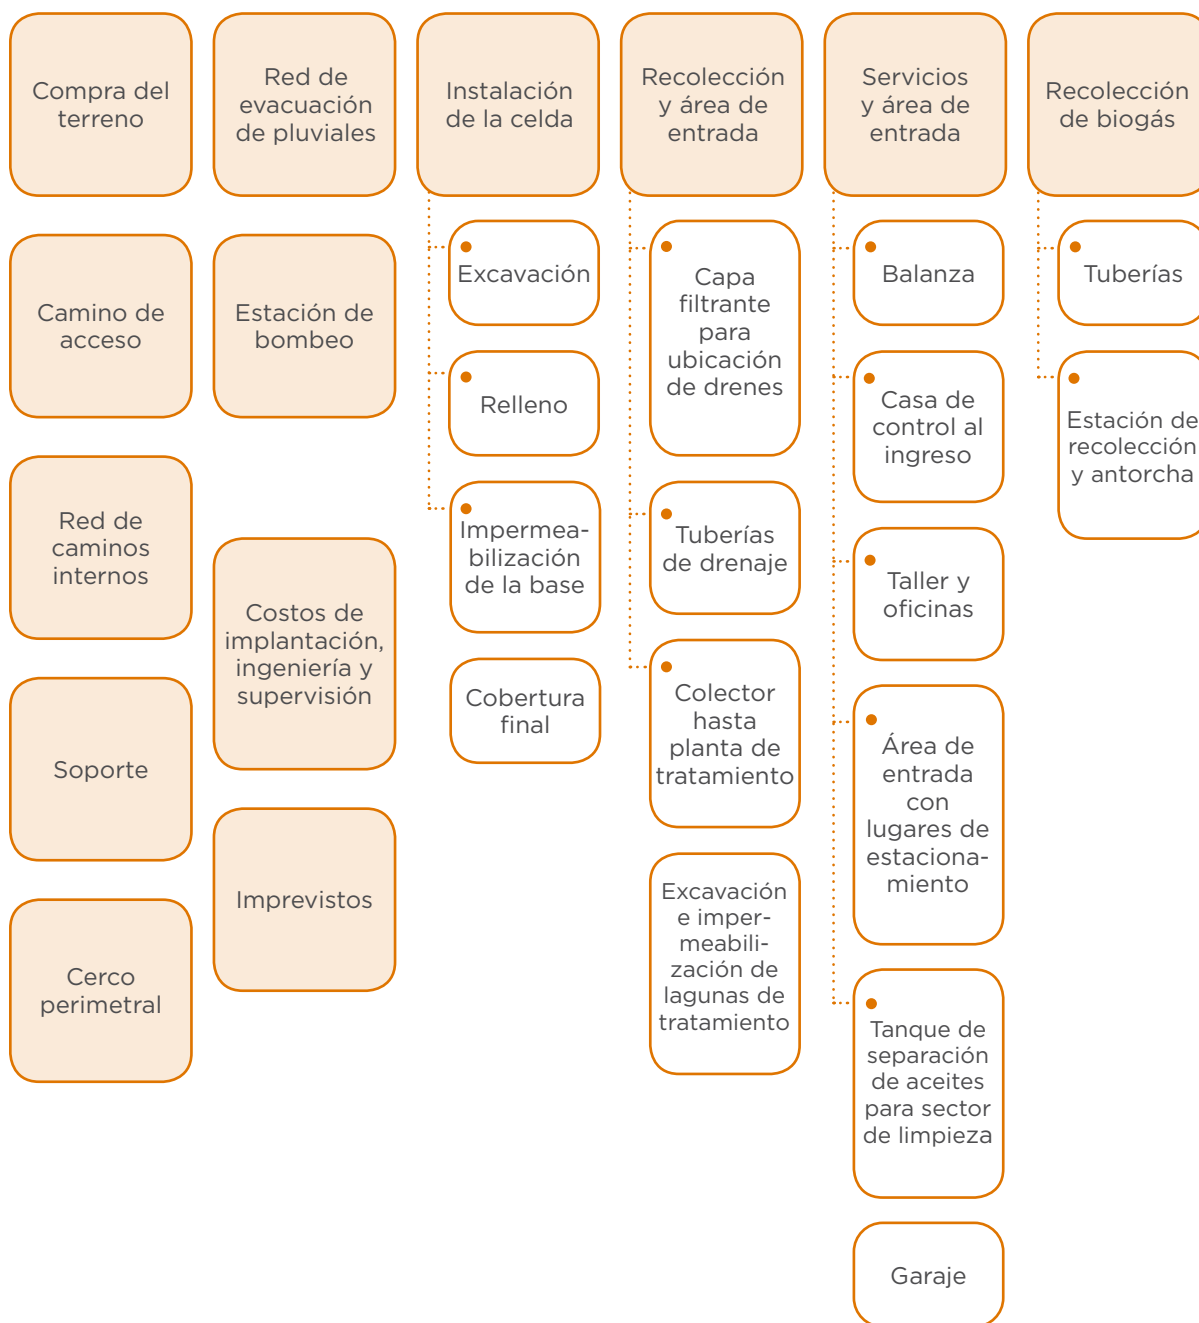 Compra del
terreno
Camino de
acceso
Red de
caminos
internos
Soporte
Cerco
perimetral
Red de
evacuación
de pluviales
Estación de
bombeo
Costos de
implantación,
ingeniería y
supervisión
Imprevistos
Instalación
de la celda
Excavación
Relleno
Impermea-
bilización
de la base
Cobertura
final
Recolección
y área de
entrada
Capa
filtrante
para
ubicación
de drenes
Tuberías
de drenaje
Colector
hasta
planta de
tratamiento
Excavación
e imper-
meabili-
zación de
lagunas de
tratamiento
Servicios
y área de
entrada
Balanza
Casa de
control al
ingreso
Taller y
oficinas
Área de
entrada
con
lugares de
estaciona-
miento
Tanque de
separación
de aceites
para sector
de limpieza
Garaje
Recolección
de biogás
Tuberías
Estación de
recolección
y antorcha